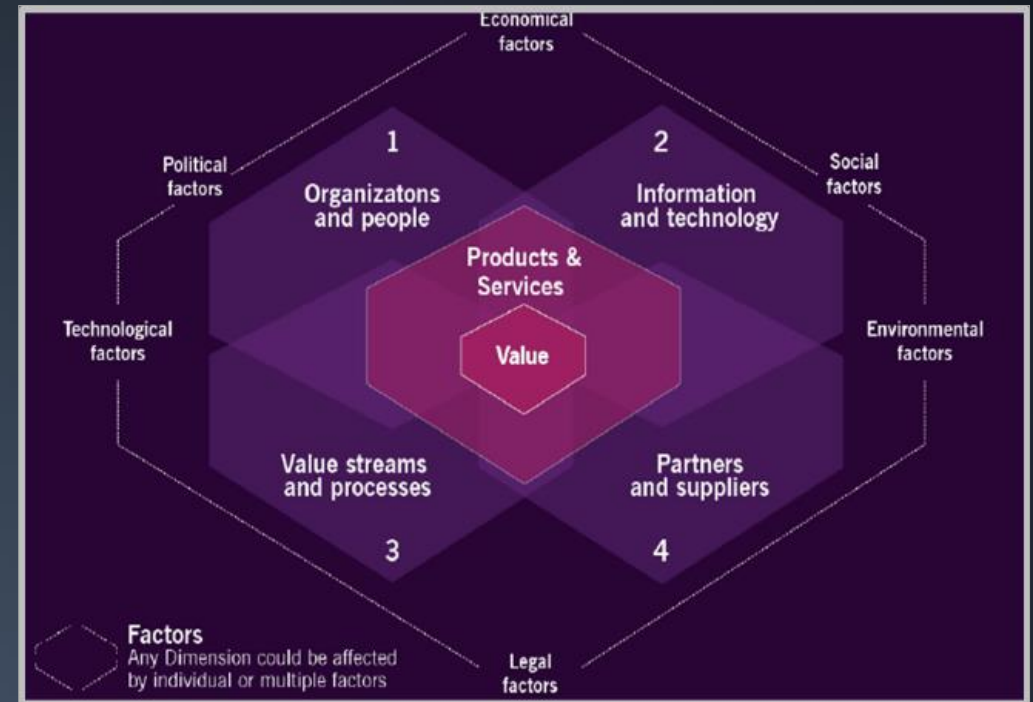 Economical
factors
Political
factors
1
2
Social
factors
Organizatons
and people
Information
and technology
Products &
Services
Technological
factors
Value
Environmental
factors
Value streams
and processes
Partners
and suppliers
3
4
Factors
Any Dimension could be affected
by individual or multiple factors
Legal
factors